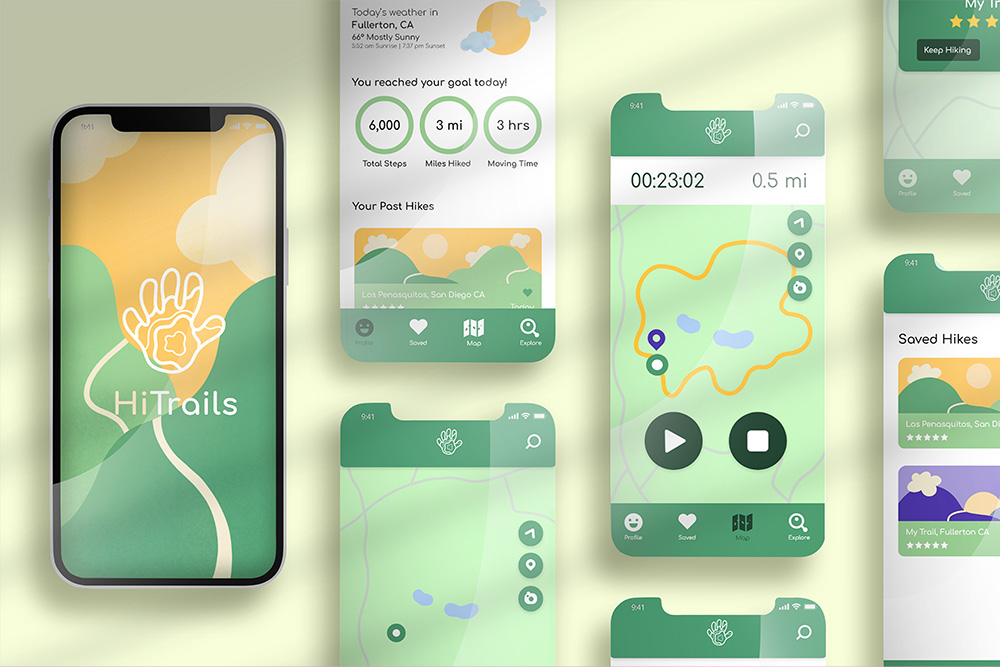 9:41
HiTrails
Today's weather in
Fullerton, CA
66° Mostly Sunny
5:52 am Sunrise | 7:37 pm Sunset
You reached your goal today!
6,000
3 mi
3 hrs
Total Steps
Miles Hiked
Moving Time
Your Past Hikes
Los Penasquitos, San Diego CA
Today
Profile
Saved
Map
Explore
9:41
9:41
00:23:02
0.5 mi
Profile
Saved
Map
Explore
9:41
My Tr
Keep Hiking
Profile
Saved
9:41
Saved Hikes
Los Penasquitos, San Di
My Trail, Fullerton CA